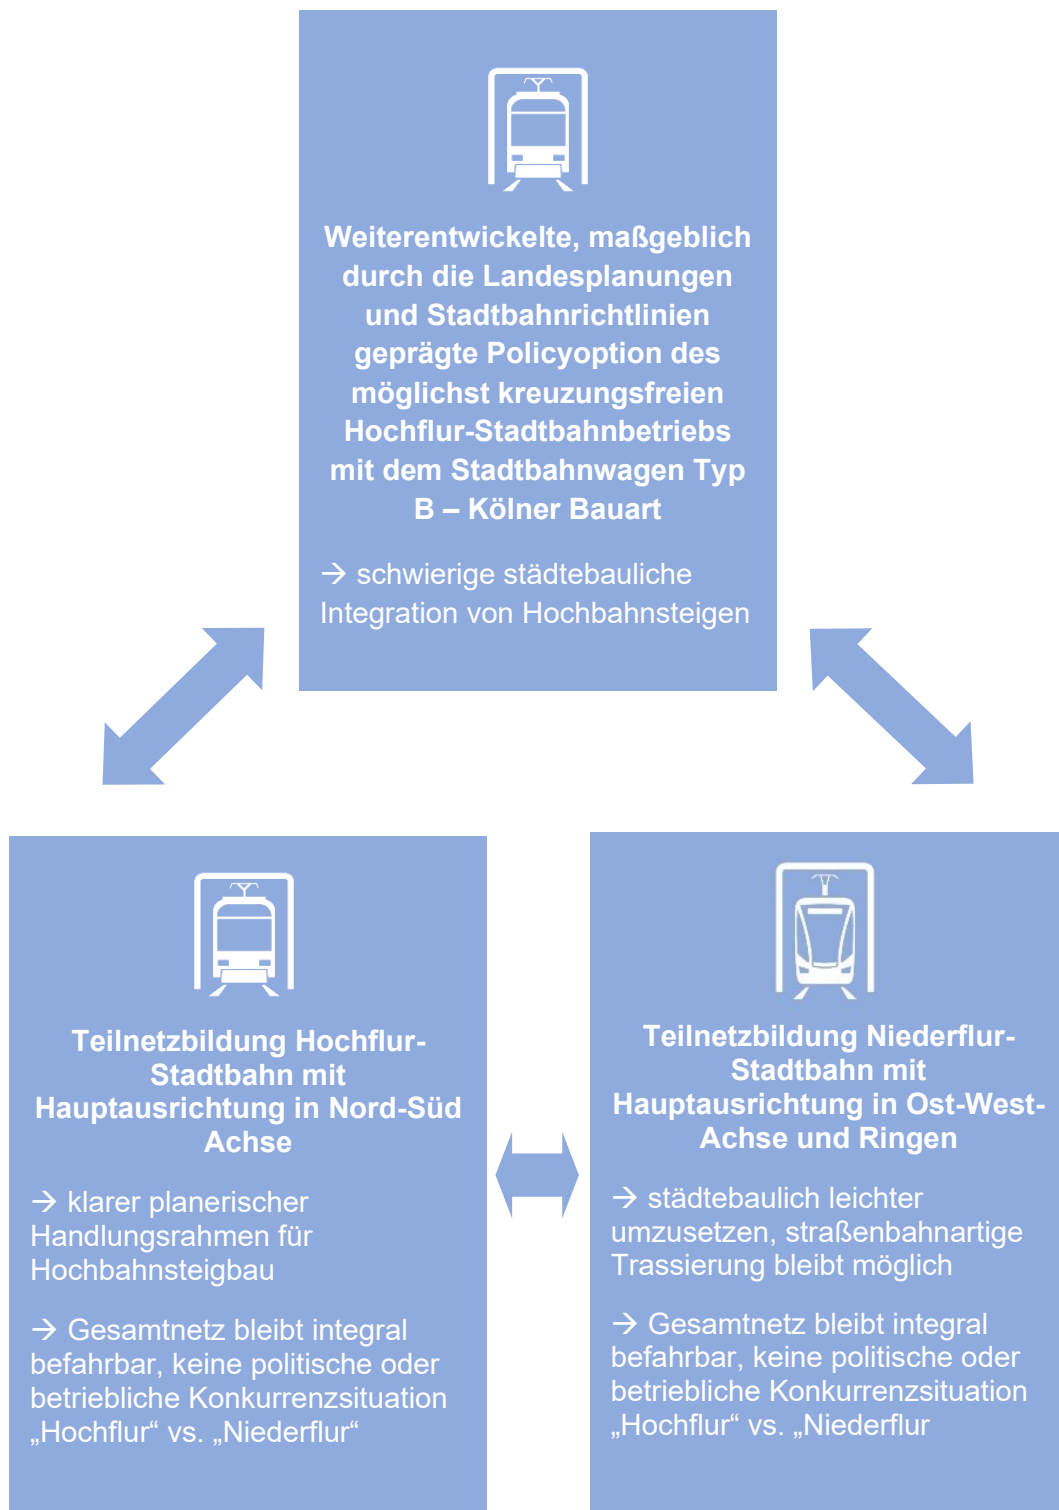 Weiterentwickelte, maßgeblich
durch die Landesplanungen
und Stadtbahnrichtlinien
geprägte Policyoption des
möglichst kreuzungsfreien
Hochflur-Stadtbahnbetriebs
mit dem Stadtbahnwagen Typ
B – Kölner Bauart
→ schwierige städtebauliche
Integration von Hochbahnsteigen
Teilnetzbildung Hochflur-
Stadtbahn mit
Hauptausrichtung in Nord-Süd
Achse
→ klarer planerischer
Handlungsrahmen für
Hochbahnsteigbau
→ Gesamtnetz bleibt integral
befahrbar, keine politische oder
betriebliche Konkurrenzsituation
„Hochflur“ vs. „Niederflur“
Teilnetzbildung Niederflur-
Stadtbahn mit
Hauptausrichtung in Ost-West-
Achse und Ringen
→ städtebaulich leichter
umzusetzen, straßenbahnartige
Trassierung bleibt möglich
→ Gesamtnetz bleibt integral
befahrbar, keine politische oder
betriebliche Konkurrenzsituation
„Hochflur“ vs. „Niederflur